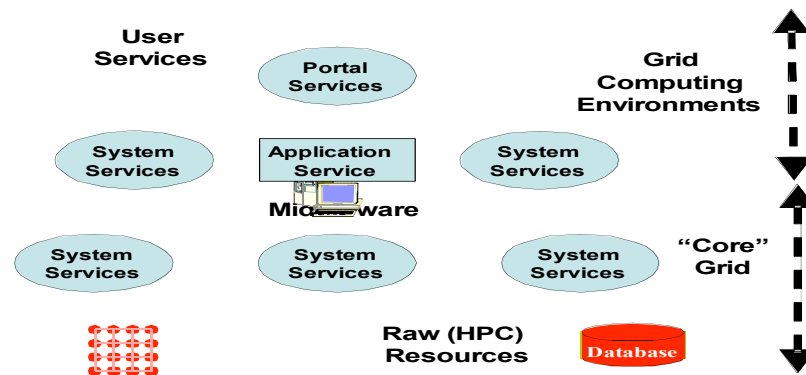 User
Services
Portal
Services
Grid
Computing
Environments
System
Services
Application
Service
System
Services
Middleware
System
Services
System
Services
System
Services
“Core”
Grid
Raw (HPC)
Resources
Database